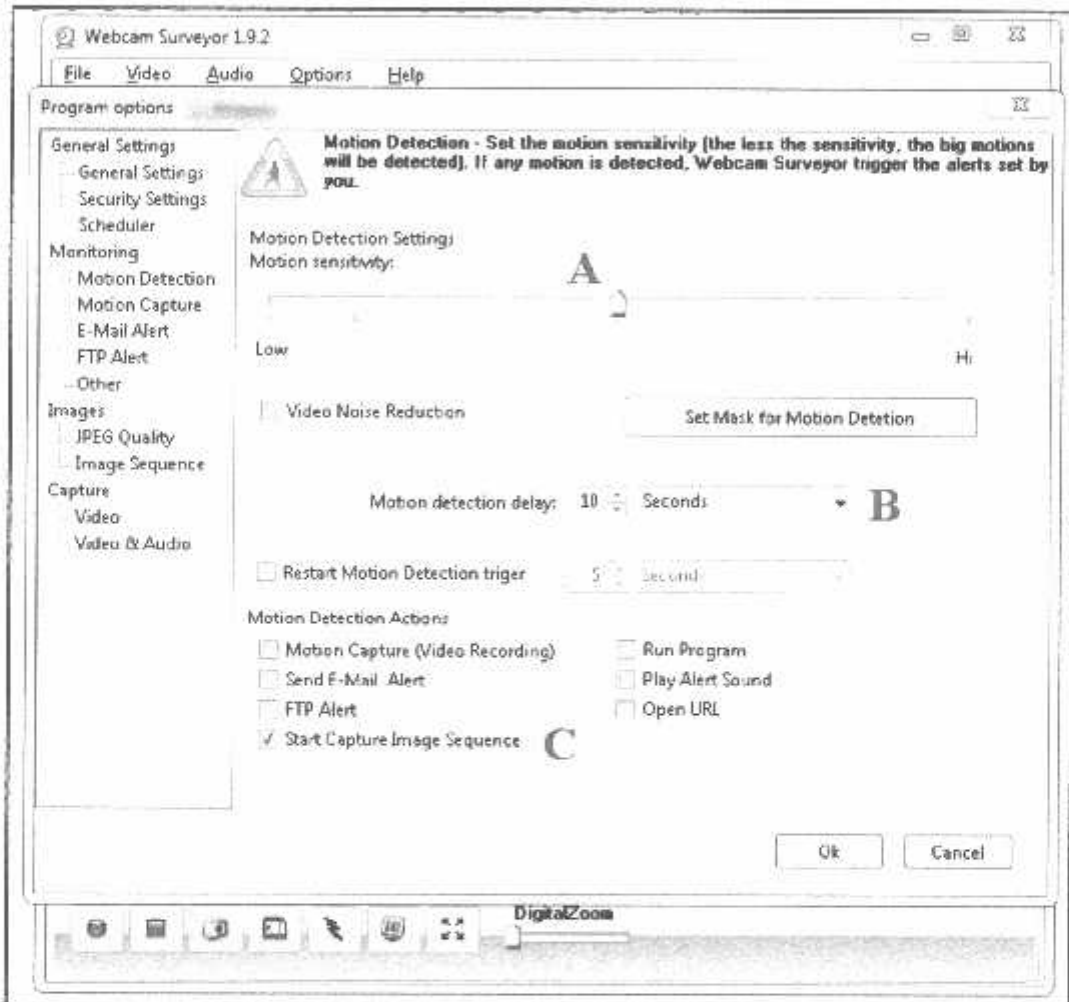 Webcam Surveyor 1.9.2
File Video Audio Options Help
Program options
General Settings
General Settings
Security Settings
Scheduler
Monitoring
Motion Detection
Motion Capture
E-Mail Alert
FTP Alert
Other
Images
JPEG Quality
Image Sequence
Capture
Video
Video & Audio
Motion Detection - Set the motion sensitivity (the less the sensitivity, the big motions
will be detected). If any motion is detected, Webcam Surveyor trigger the alerts set by
you.
Motion Detection Settings
Motion sensitivity:
A
Low Hi
Video Noise Reduction Set Mask for Motion Detetion
Motion detection delay: 10 Seconds B
Restart Motion Detection triger 5 Seconds
Motion Detection Actions
Motion Capture (Video Recording) Run Program
Send E-Mail Alert Play Alert Sound
FTP Alert Open URL
Start Capture Image Sequence C
Ok Cancel
DigitalZoom